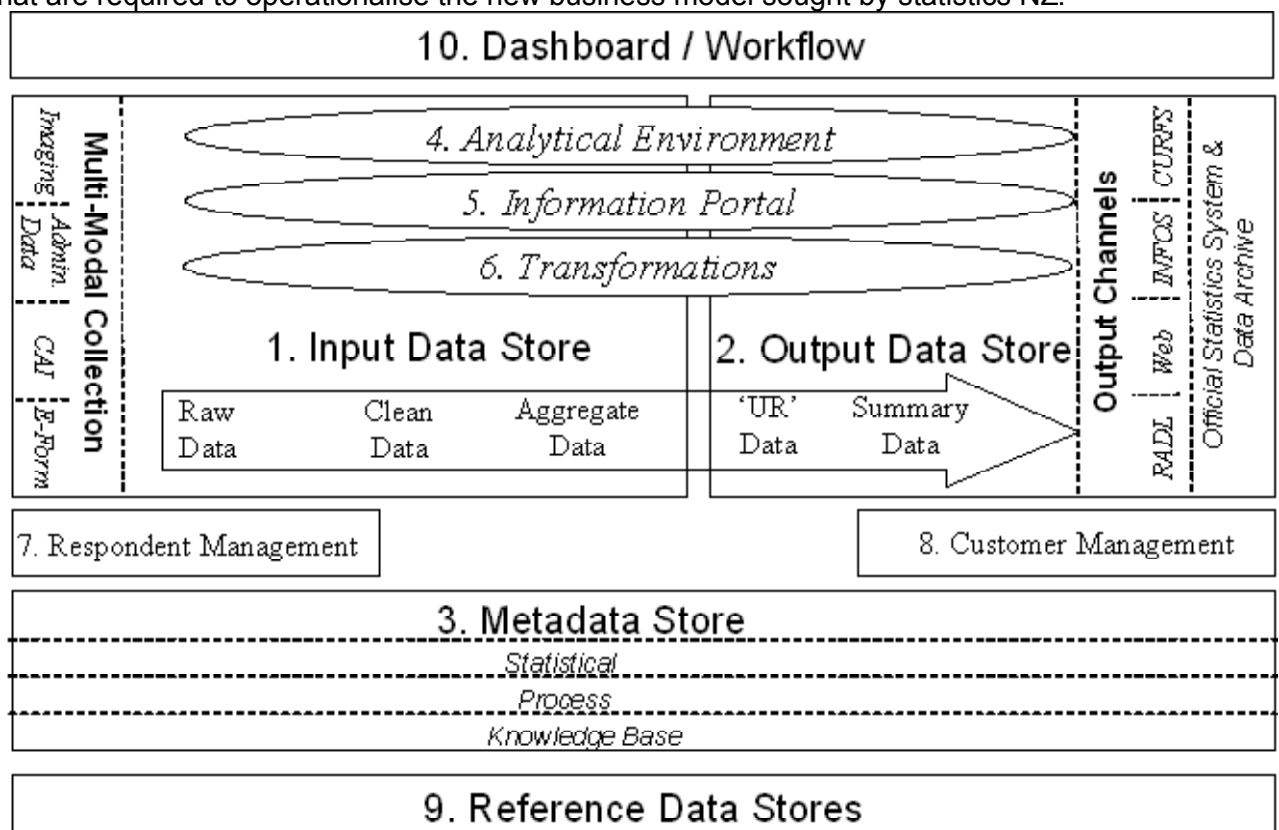 that are required to operationalise the new business model sought by statistics NZ.
10. Dashboard / Workflow
Multi-Modal Collection
Imaging
Admin.
Data
CAI
E-Form
4. Analytical Environment
5. Information Portal
6. Transformations
1. Input Data Store
2. Output Data Store
Raw
Data
Clean
Data
Aggregate
Data
'UR'
Data
Summary
Data
Output Channels
CURFS
INFOS
Web
RADL
Official Statistics System &
Data Archive
7. Respondent Management
8. Customer Management
3. Metadata Store
Statistical
Process
Knowledge Base
9. Reference Data Stores